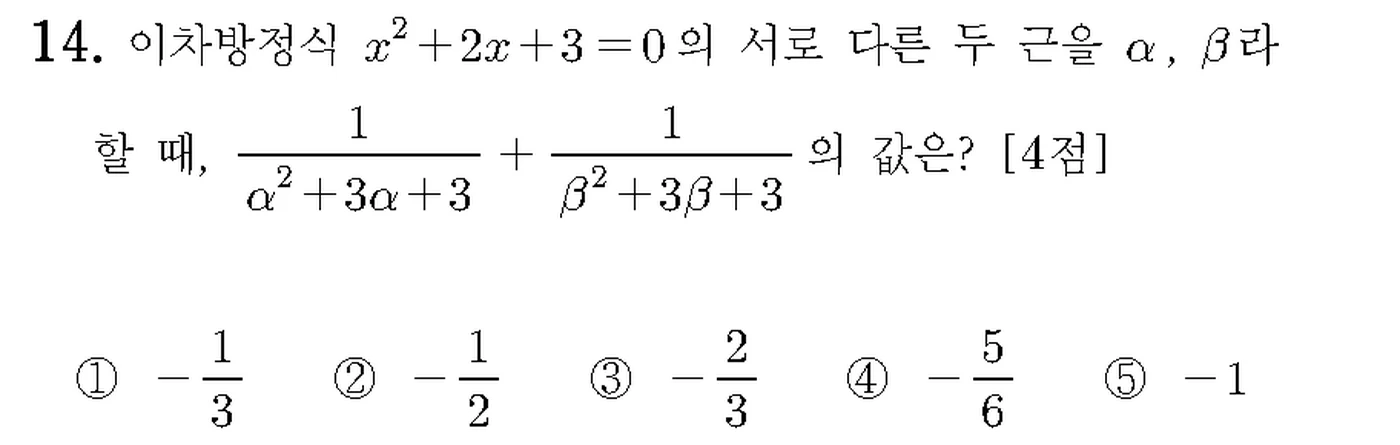 14. 이차방정식 x²+2x+3=0의 서로 다른 두 근을 α, β라
할 때, 1/(α²+3α+3) + 1/(β²+3β+3) 의 값은? [4점]
① -1/3 ② -1/2 ③ -2/3 ④ -5/6 ⑤ -1